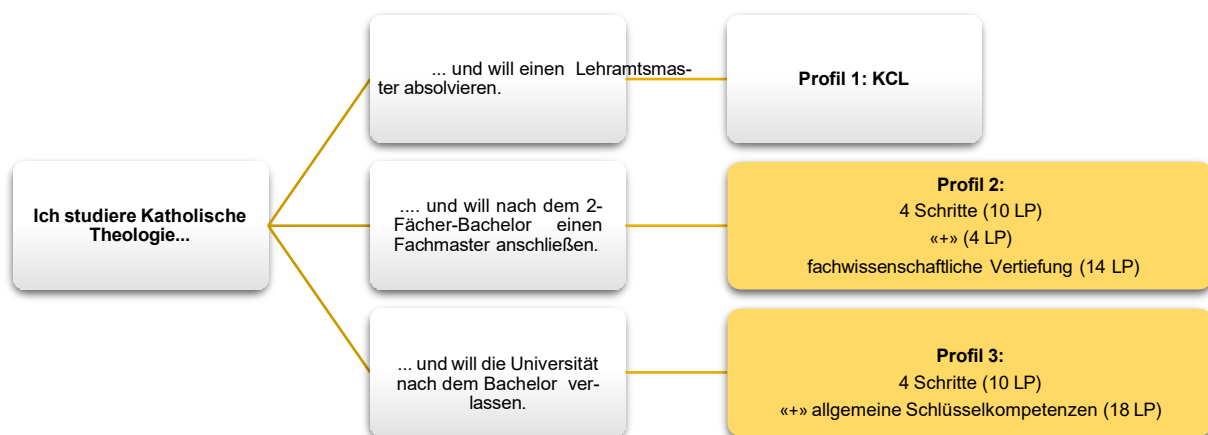 ... und will einen Lehramtsmas-
ter absolvieren.
Profil 1: KCL
Ich studiere Katholische
Theologie...
.... und will nach dem 2-
Fächer-Bachelor einen
Fachmaster anschließen.
Profil 2:
4 Schritte (10 LP)
«+» (4 LP)
fachwissenschaftliche Vertiefung (14 LP)
... und will die Universität
nach dem Bachelor ver-
lassen.
Profil 3:
4 Schritte (10 LP)
«+» allgemeine Schlüsselkompetenzen (18 LP)